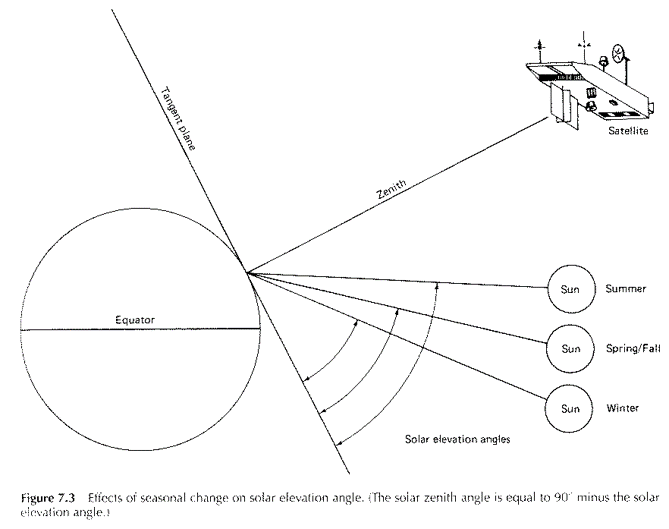 Tangent plane
Satellite
Zenith
Sun Summer
Equator
Sun Spring/Fall
Sun Winter
Solar elevation angles
Figure 7.3 Effects of seasonal change on solar elevation angle. (The solar zenith angle is equal to 90° minus the solar
elevation angle.)